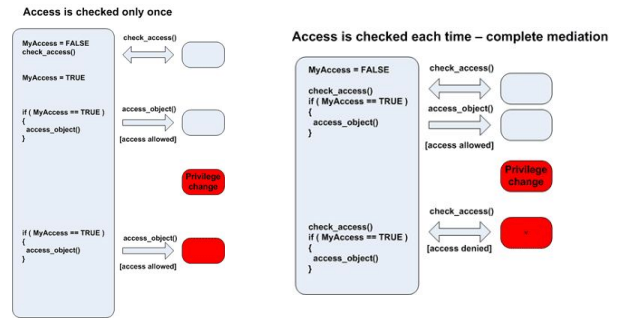 Access is checked only once
MyAccess = FALSE
check_access()
MyAccess = TRUE
if ( MyAccess == TRUE )
{
access_object()
}
if ( MyAccess == TRUE )
{
access_object()
}
check_access()
access_object()
[access allowed]
Privilege
change
access_object()
[access allowed]
Access is checked each time – complete mediation
MyAccess = FALSE
check_access()
if ( MyAccess == TRUE )
{
access_object()
}
check_access()
if ( MyAccess == TRUE )
{
access_object()
}
check_access()
access_object()
[access allowed]
Privilege
change
check_access()
[access denied]